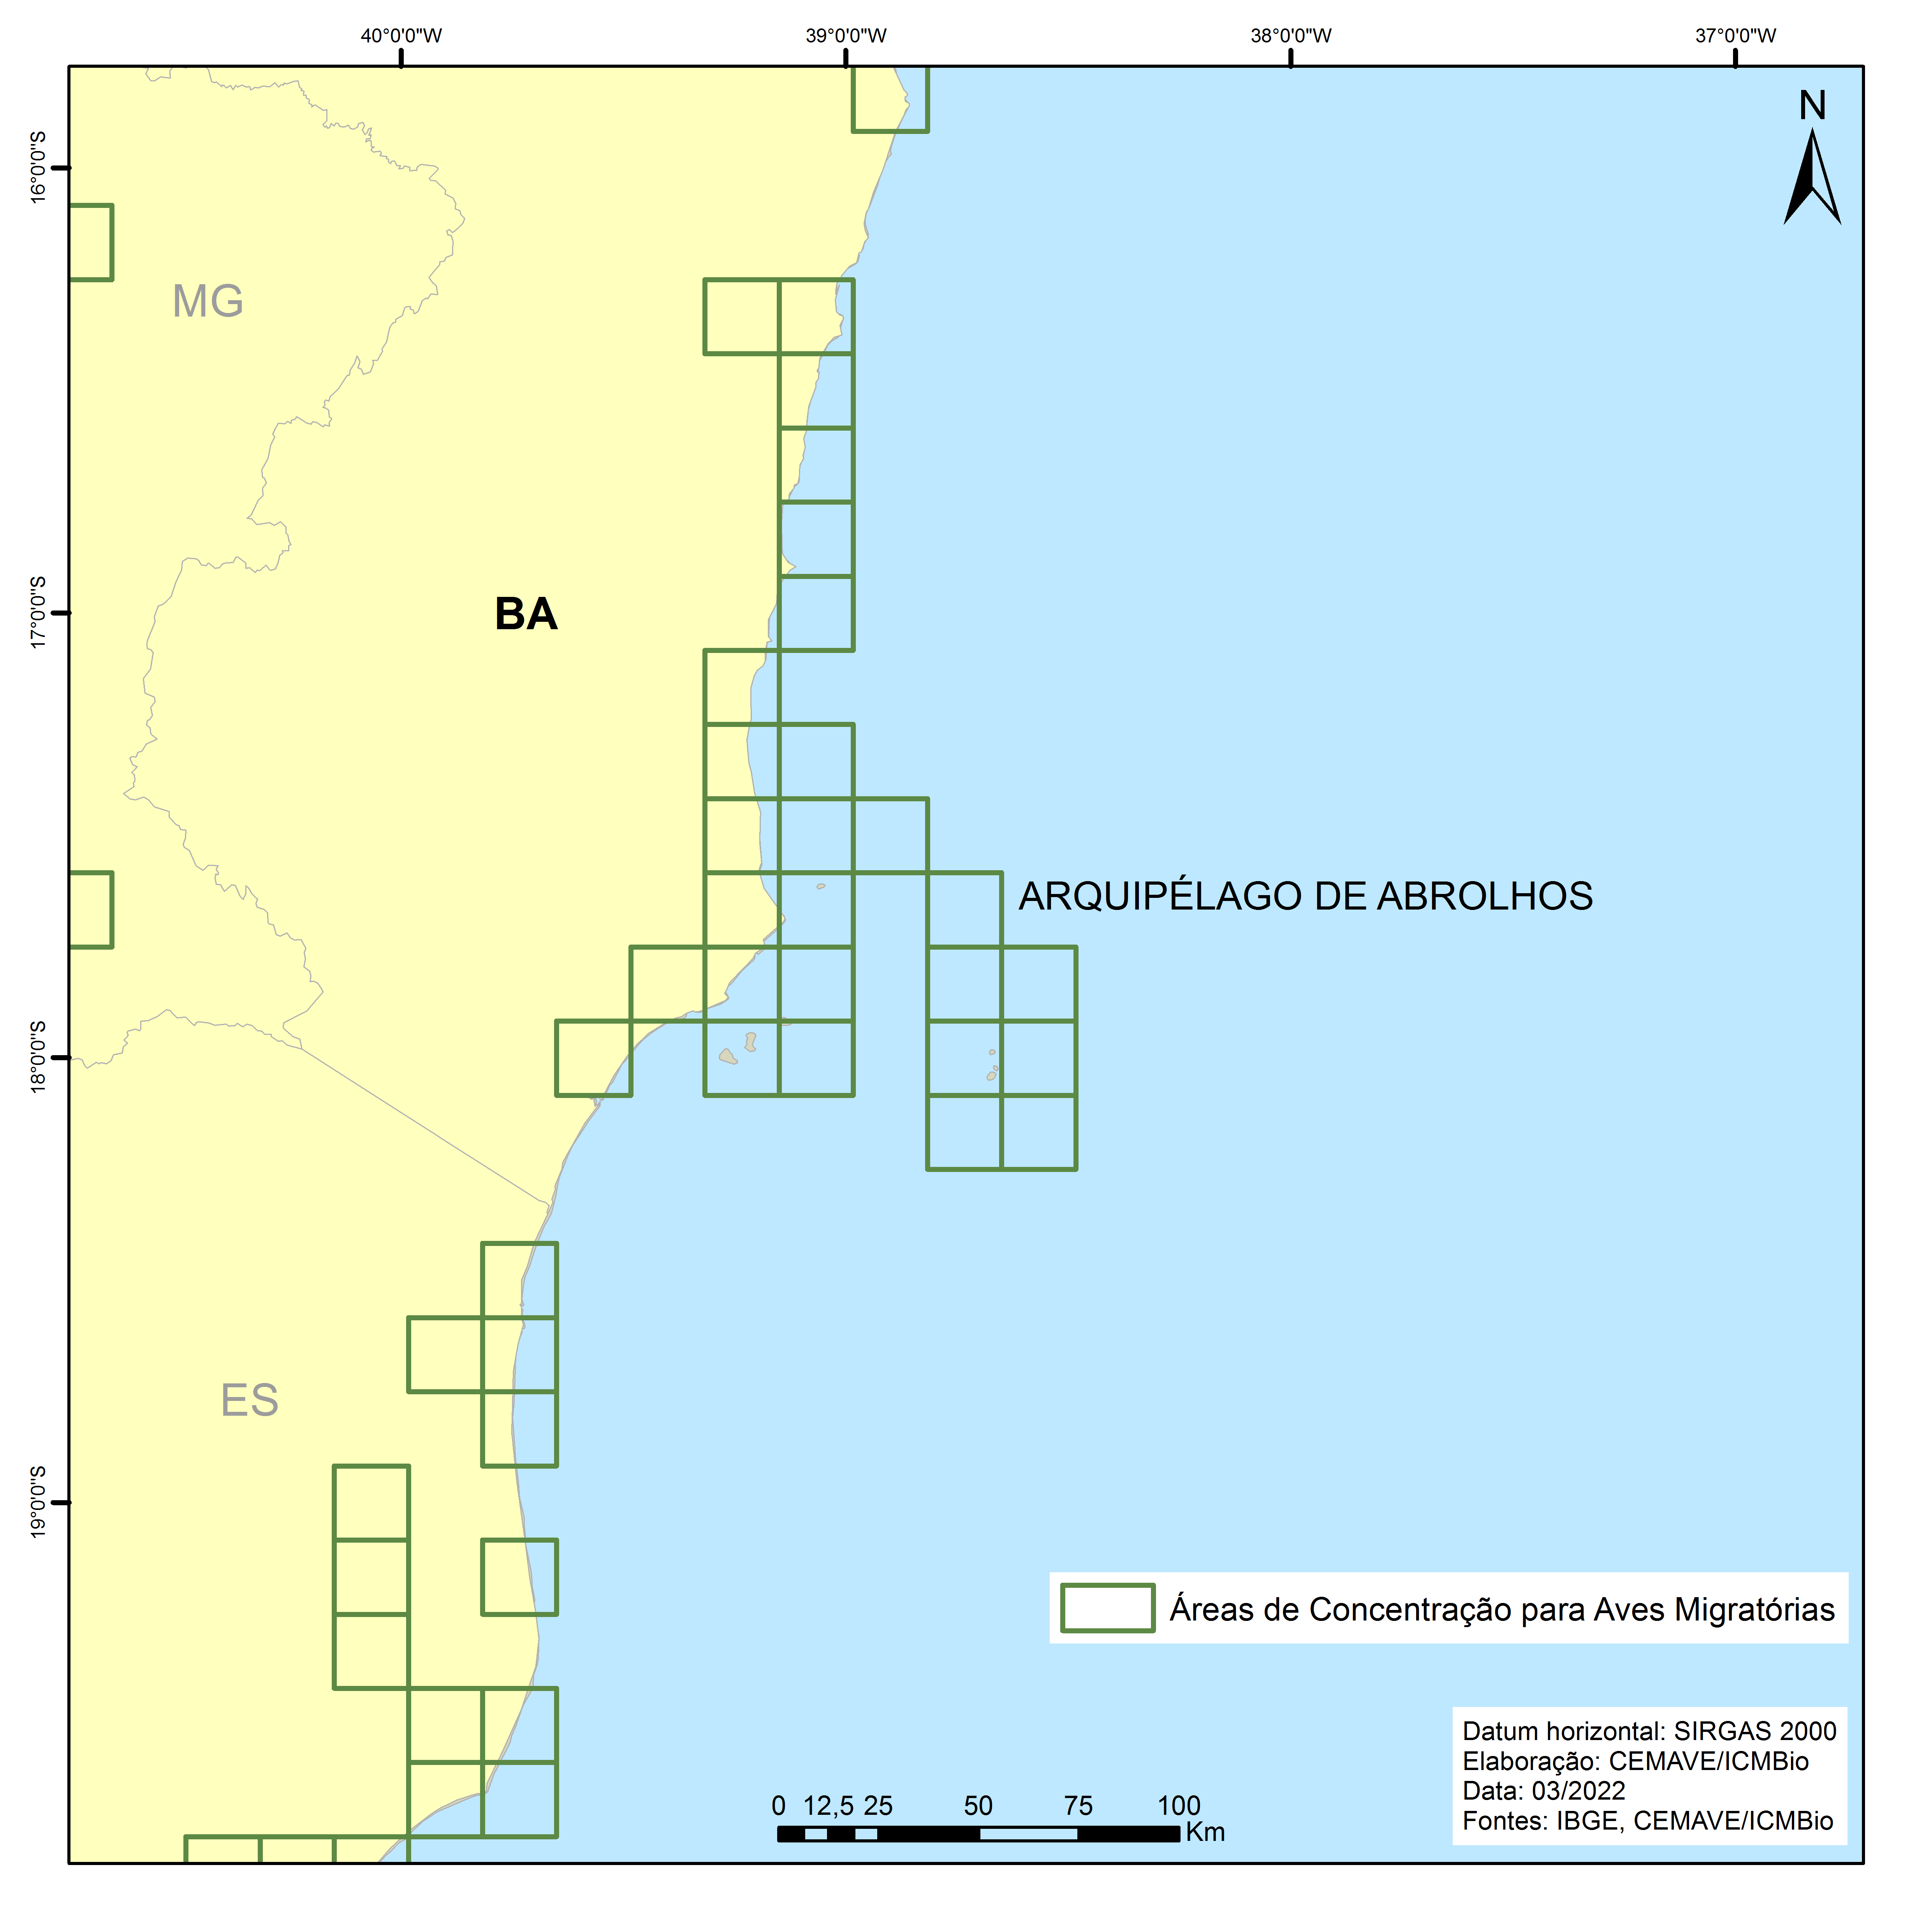 40°0'0"W
39°0'0"W
38°0'0"W
37°0'0"W
N
16°0'0"S
MG
17°0'0"S
BA
ARQUIPÉLAGO DE ABROLHOS
18°0'0"S
ES
19°0'0"S
Áreas de Concentração para Aves Migratórias
Datum horizontal: SIRGAS 2000
Elaboração: CEMAVE/ICMBio
Data: 03/2022
Fontes: IBGE, CEMAVE/ICMBio
0 12,5 25 50 75 100
Km